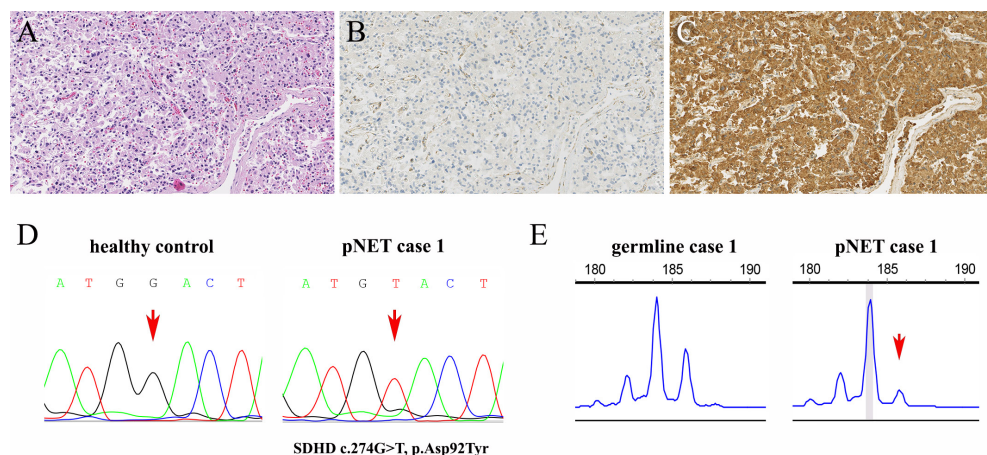 A
B
C
D
healthy control
pNET case 1
A T G G A C T
A T G T A C T
SDHD c.274G>T, p.Asp92Tyr
E
germline case 1
pNET case 1
180 185 190
180 185 190